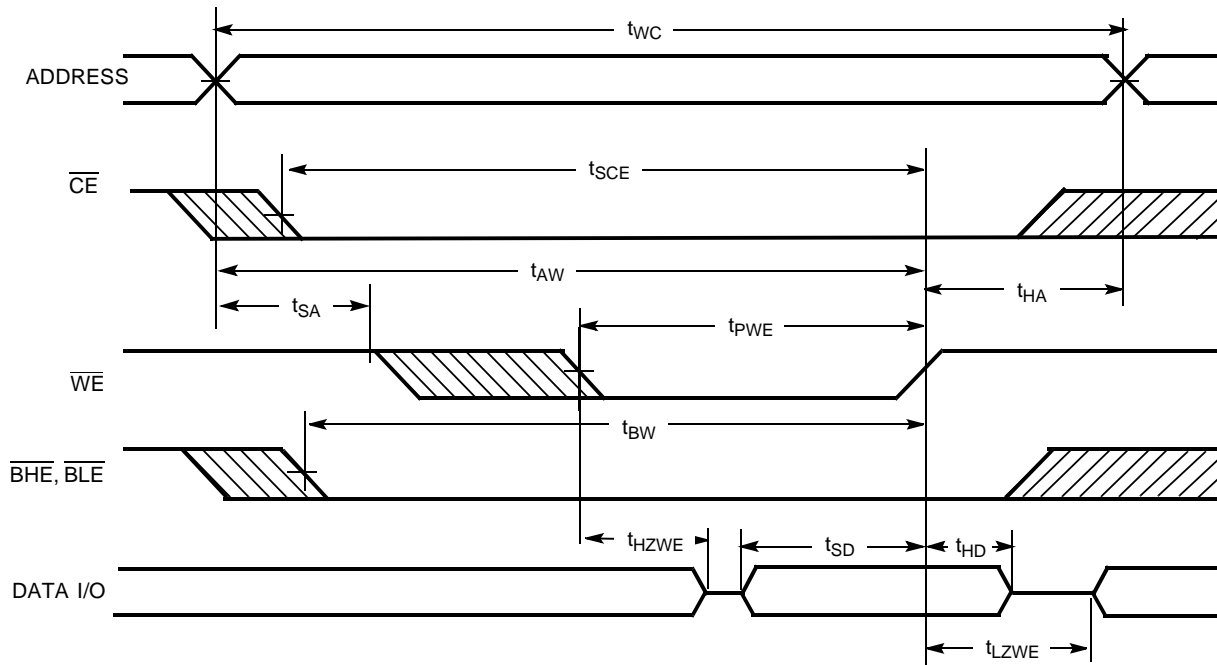 tWC
ADDRESS
tSCE
CE
tAW
tSA
tHA
tPWE
WE
tBW
BHE, BLE
tHZWE
tSD
tHD
DATA I/O
tLZWE